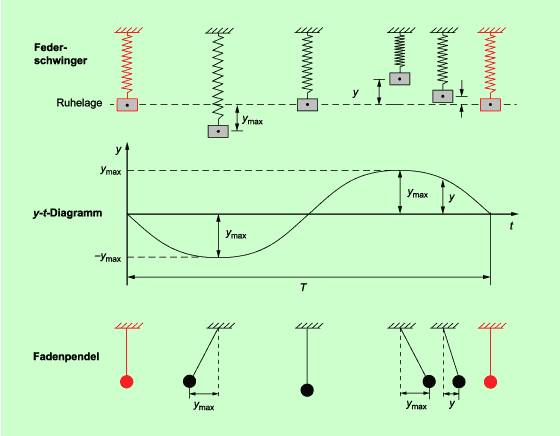 Feder-
schwinger
Ruhelage
y
ymax
y
ymax
y-t-Diagramm
ymax
ymax
y
t
–ymax
T
Fadenpendel
ymax
ymax
y